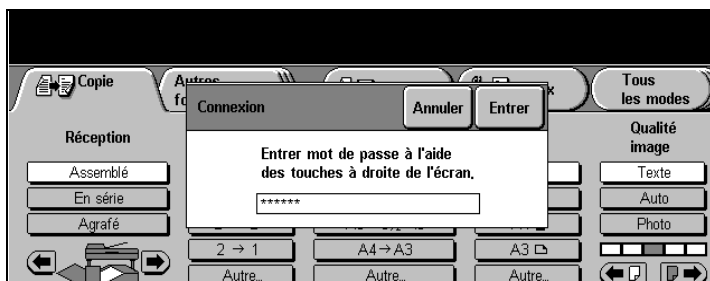 Copie
Autres
Tous
les modes
Connexion
Annuler
Entrer
Entrer mot de passe à l'aide
des touches à droite de l'écran.
******
Réception
Assemblé
En série
Agrafé
2 → 1
Autre...
A4→A3
Autre...
A3
Autre...
Qualité
image
Texte
Auto
Photo